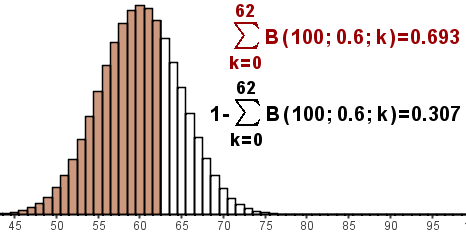 62
∑ B(100; 0.6; k)=0.693
k=0
62
1-∑ B(100; 0.6; k)=0.307
k=0
45 50 55 60 65 70 75 80 85 90 95